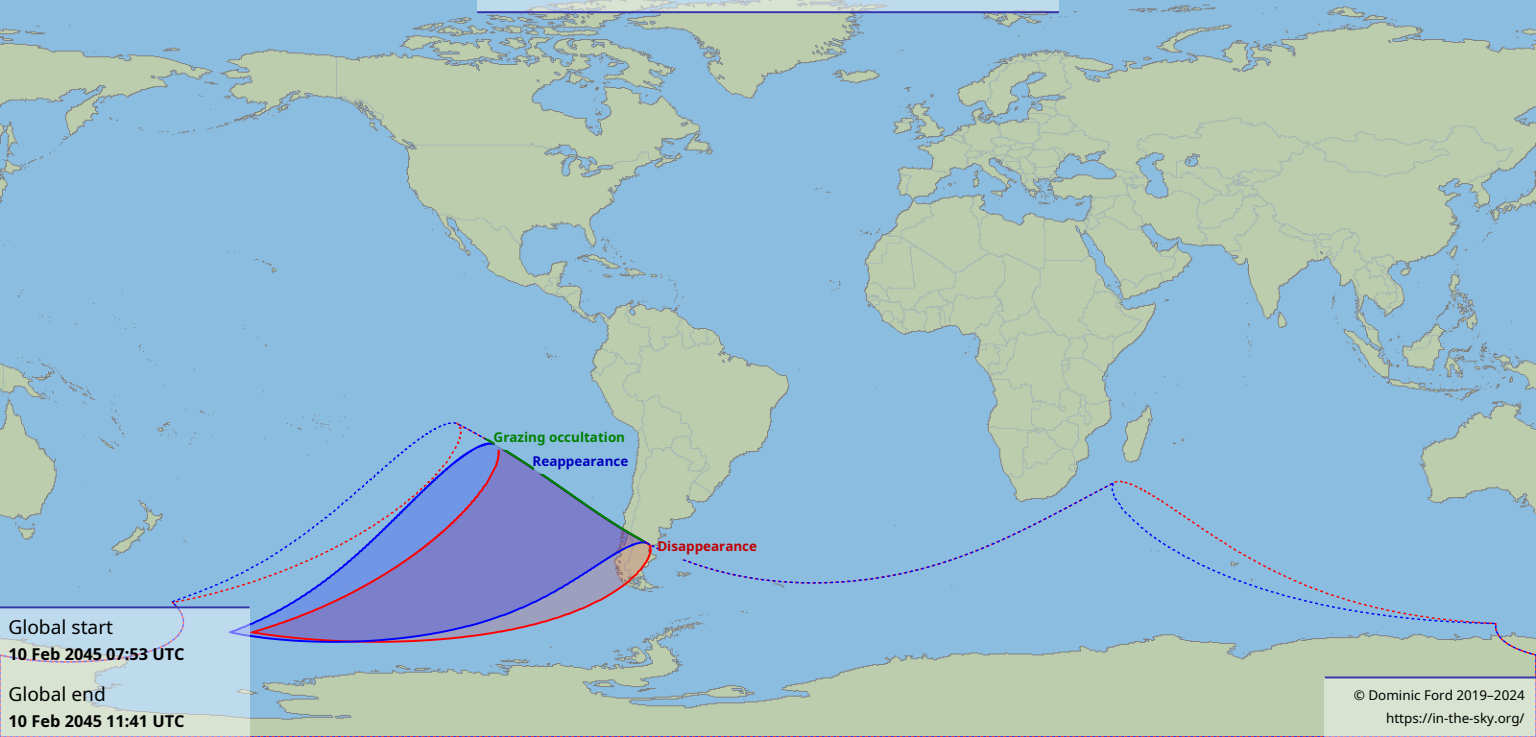 Grazing occultation
Reappearance
Disappearance
Global start
10 Feb 2045 07:53 UTC
Global end
10 Feb 2045 11:41 UTC
© Dominic Ford 2019–2024
https://in-the-sky.org/